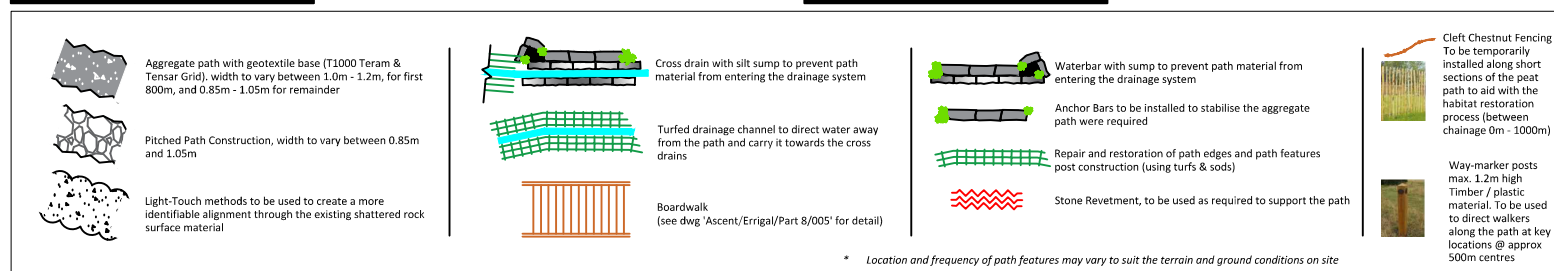 Aggregate path with geotextile base (T1000 Teram &
Tensar Grid). width to vary between 1.0m - 1.2m, for first
800m, and 0.85m - 1.05m for remainder
Pitched Path Construction, width to vary between 0.85m
and 1.05m
Light-Touch methods to be used to create a more
identifiable alignment through the existing shattered rock
surface material
Cross drain with silt sump to prevent path
material from entering the drainage system
Turfed drainage channel to direct water away
from the path and carry it towards the cross
drains
Boardwalk
(see dwg 'Ascent/Errigal/Part 8/005' for detail)
Waterbar with sump to prevent path material from
entering the drainage system
Anchor Bars to be installed to stabilise the aggregate
path were required
Repair and restoration of path edges and path features
post construction (using turfs & sods)
Stone Revetment, to be used as required to support the path
Cleft Chestnut Fencing
To be temporarily
installed along short
sections of the peat
path to aid with the
habitat restoration
process (between
chainage 0m - 1000m)
Way-marker posts
max. 1.2m high
Timber / plastic
material. To be used
to direct walkers
along the path at key
locations @ approx
500m centres
* Location and frequency of path features may vary to suit the terrain and ground conditions on site